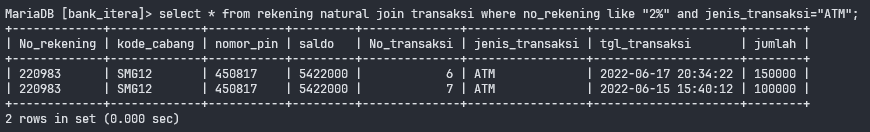 MariaDB [bank_itera]> select * from rekening natural join transaksi where no_rekening like "2%" and jenis_transaksi="ATM";
+-------------+-------------+-----------+---------+--------------+-----------------+---------------------+--------+
| No_rekening | kode_cabang | nomor_pin | saldo   | No_transaksi | jenis_transaksi | tgl_transaksi       | jumlah |
+-------------+-------------+-----------+---------+--------------+-----------------+---------------------+--------+
| 220983      | SMG12       | 450817    | 5422000 |            6 | ATM             | 2022-06-17 20:34:22 | 150000 |
| 220983      | SMG12       | 450817    | 5422000 |            7 | ATM             | 2022-06-15 15:40:12 | 100000 |
+-------------+-------------+-----------+---------+--------------+-----------------+---------------------+--------+
2 rows in set (0.000 sec)